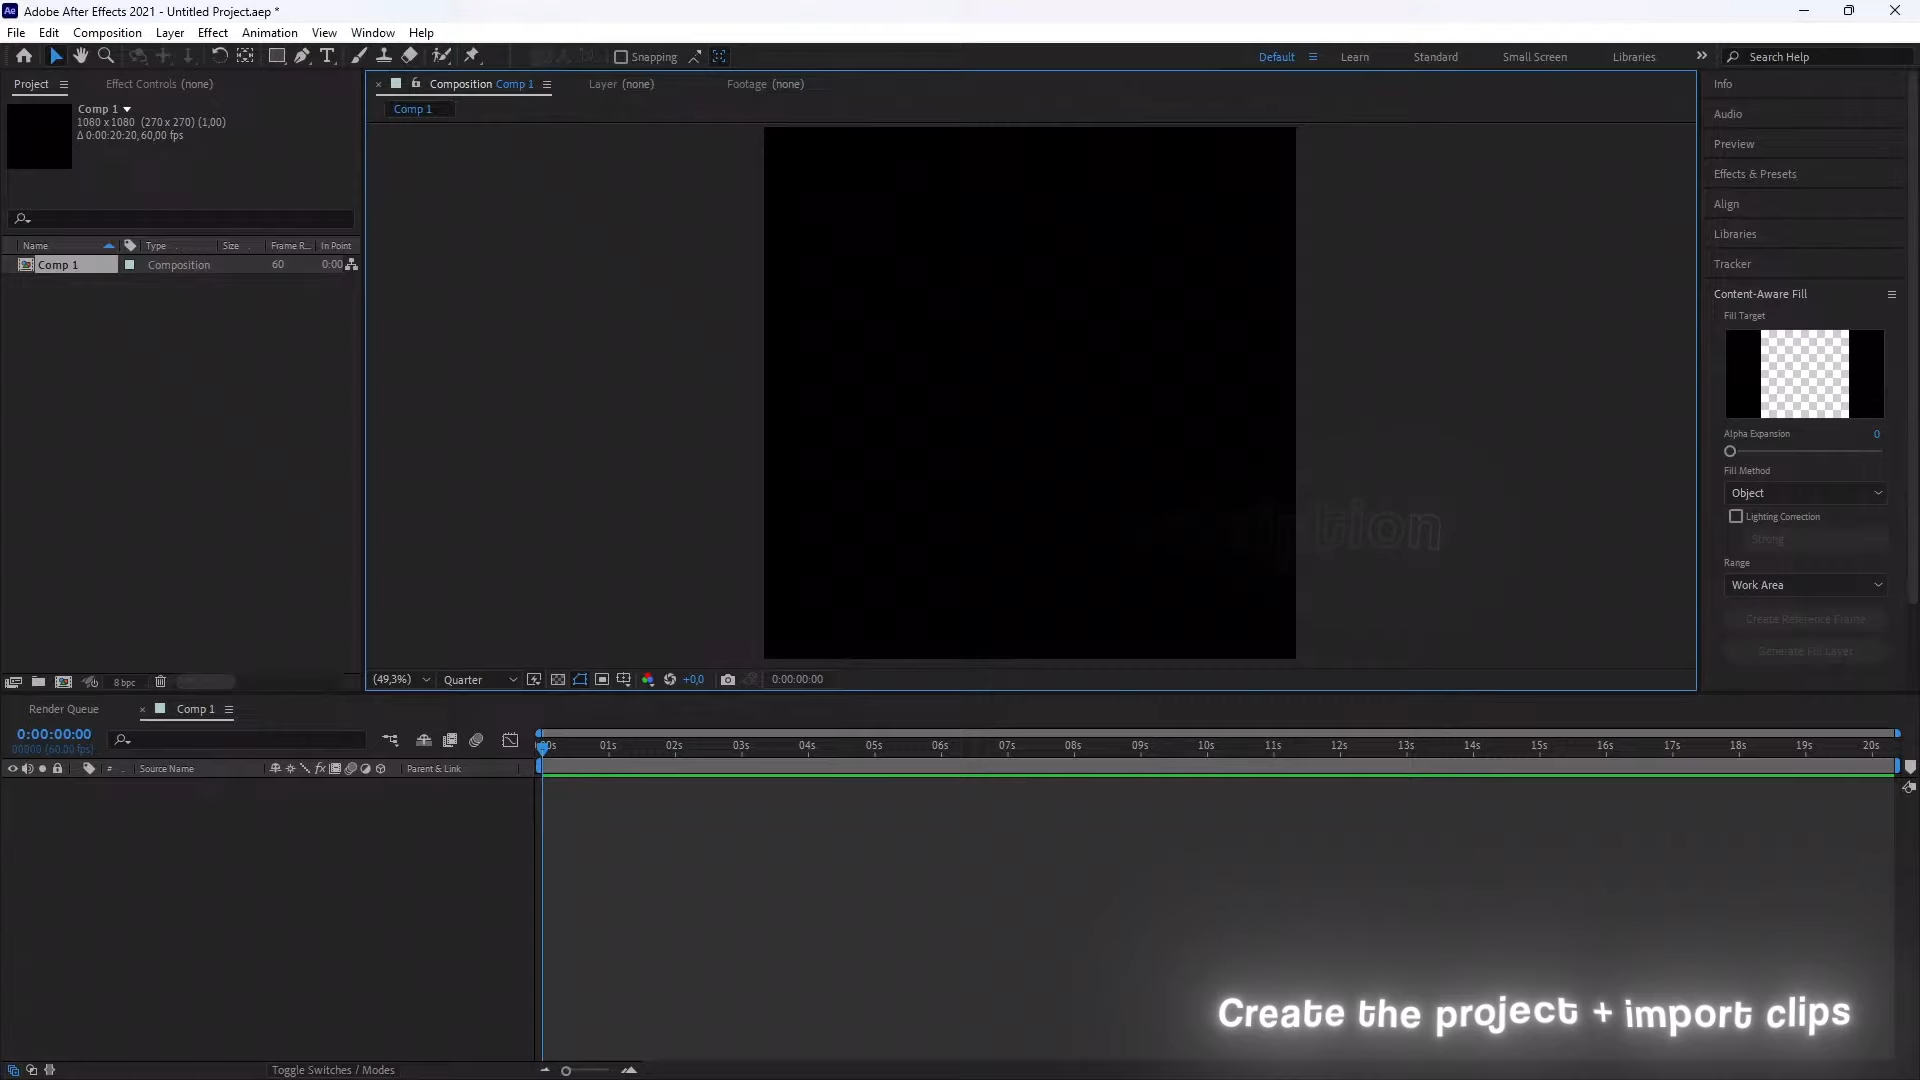 Adobe After Effects 2021 - Untitled Project.aep *
File Edit Composition Layer Effect Animation View Window Help
Snapping
Default Learn Standard Small Screen Libraries Search Help
Project Effect Controls (none)
Comp 1
1080 x 1080 (270 x 270) (1,00)
Δ 0:00:20:20, 60,00 fps
Name Type Size Frame R... In Point
Comp 1 Composition 60 0:00
8 bpc
Composition Comp 1 Layer (none) Footage (none)
Comp 1
(49,3%) Quarter +0,0 0:00:00:00
Info
Audio
Preview
Effects & Presets
Align
Libraries
Tracker
Content-Aware Fill
Fill Target
Alpha Expansion 0
Fill Method
Object
Lighting Correction
Strong
Range
Work Area
Create Reference Frame
Generate Fill Layer
Render Queue Comp 1
0:00:00:00
00000 (60.00 fps)
# Source Name fx Parent & Link
00s 01s 02s 03s 04s 05s 06s 07s 08s 09s 10s 11s 12s 13s 14s 15s 16s 17s 18s 19s 20s
Create the project + import clips
Toggle Switches / Modes